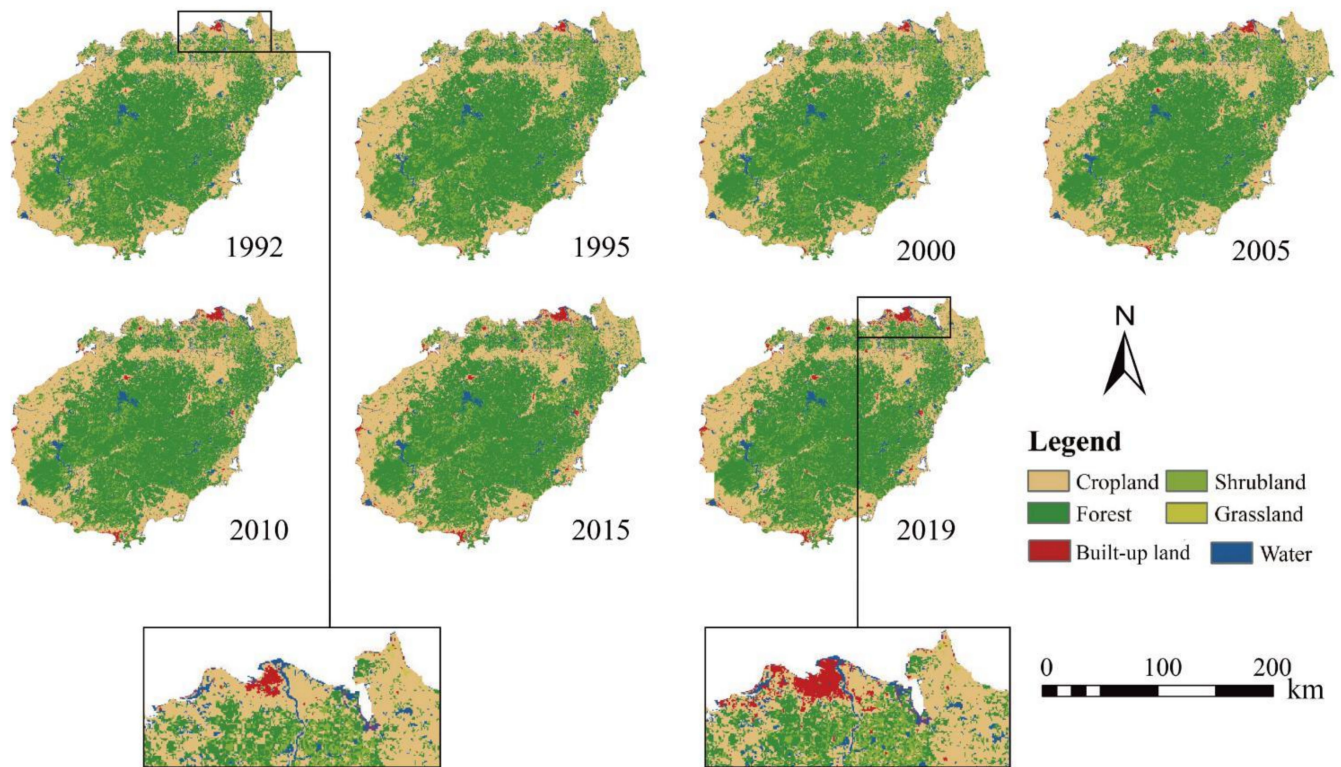 1992
1995
2000
2005
2010
2015
2019
N
Legend
Cropland
Shrubland
Forest
Grassland
Built-up land
Water
0 100 200
km